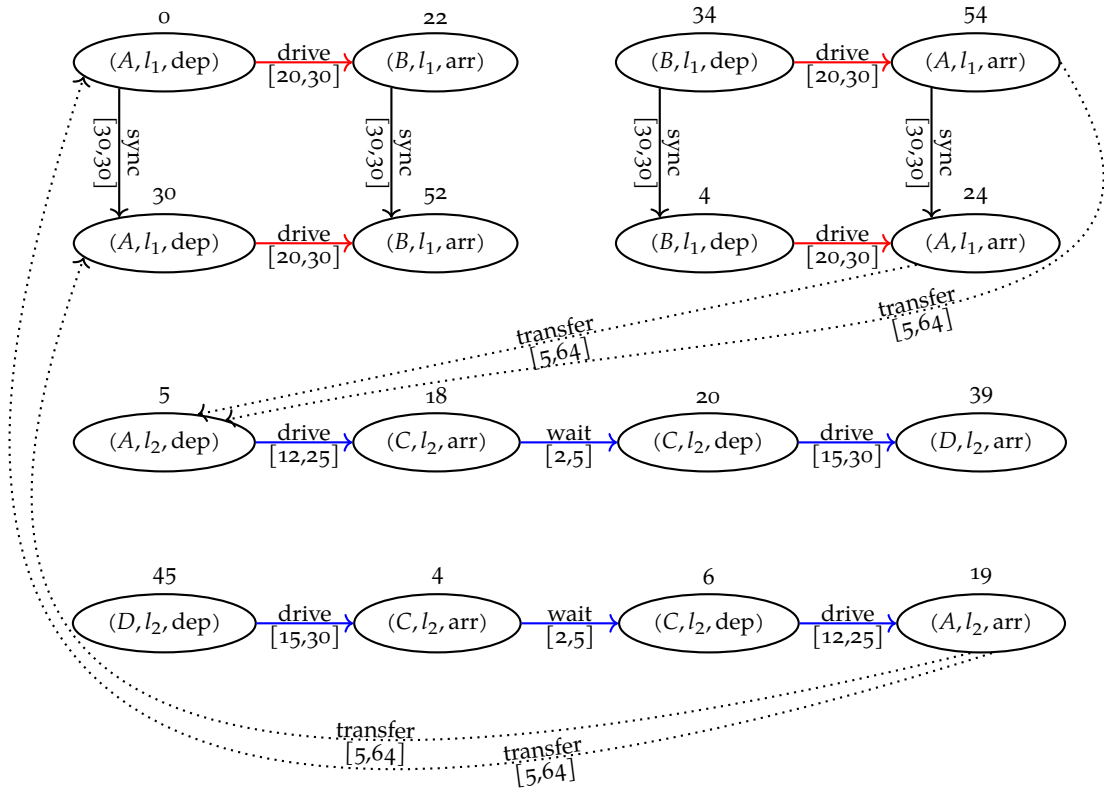 0 22 34 54
(A, l₁, dep) drive [20,30] (B, l₁, arr) (B, l₁, dep) drive [20,30] (A, l₁, arr)
sync [30,30] sync [30,30] sync [30,30] sync [30,30]
30 52 4 24
(A, l₁, dep) drive [20,30] (B, l₁, arr) (B, l₁, dep) drive [20,30] (A, l₁, arr)
transfer [5,64] transfer [5,64]
5 18 20 39
(A, l₂, dep) drive [12,25] (C, l₂, arr) wait [2,5] (C, l₂, dep) drive [15,30] (D, l₂, arr)
45 4 6 19
(D, l₂, dep) drive [15,30] (C, l₂, arr) wait [2,5] (C, l₂, dep) drive [12,25] (A, l₂, arr)
transfer [5,64] transfer [5,64]